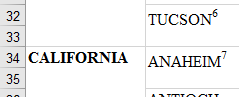 32 TUCSON⁶
33
34 CALIFORNIA ANAHEIM⁷
35